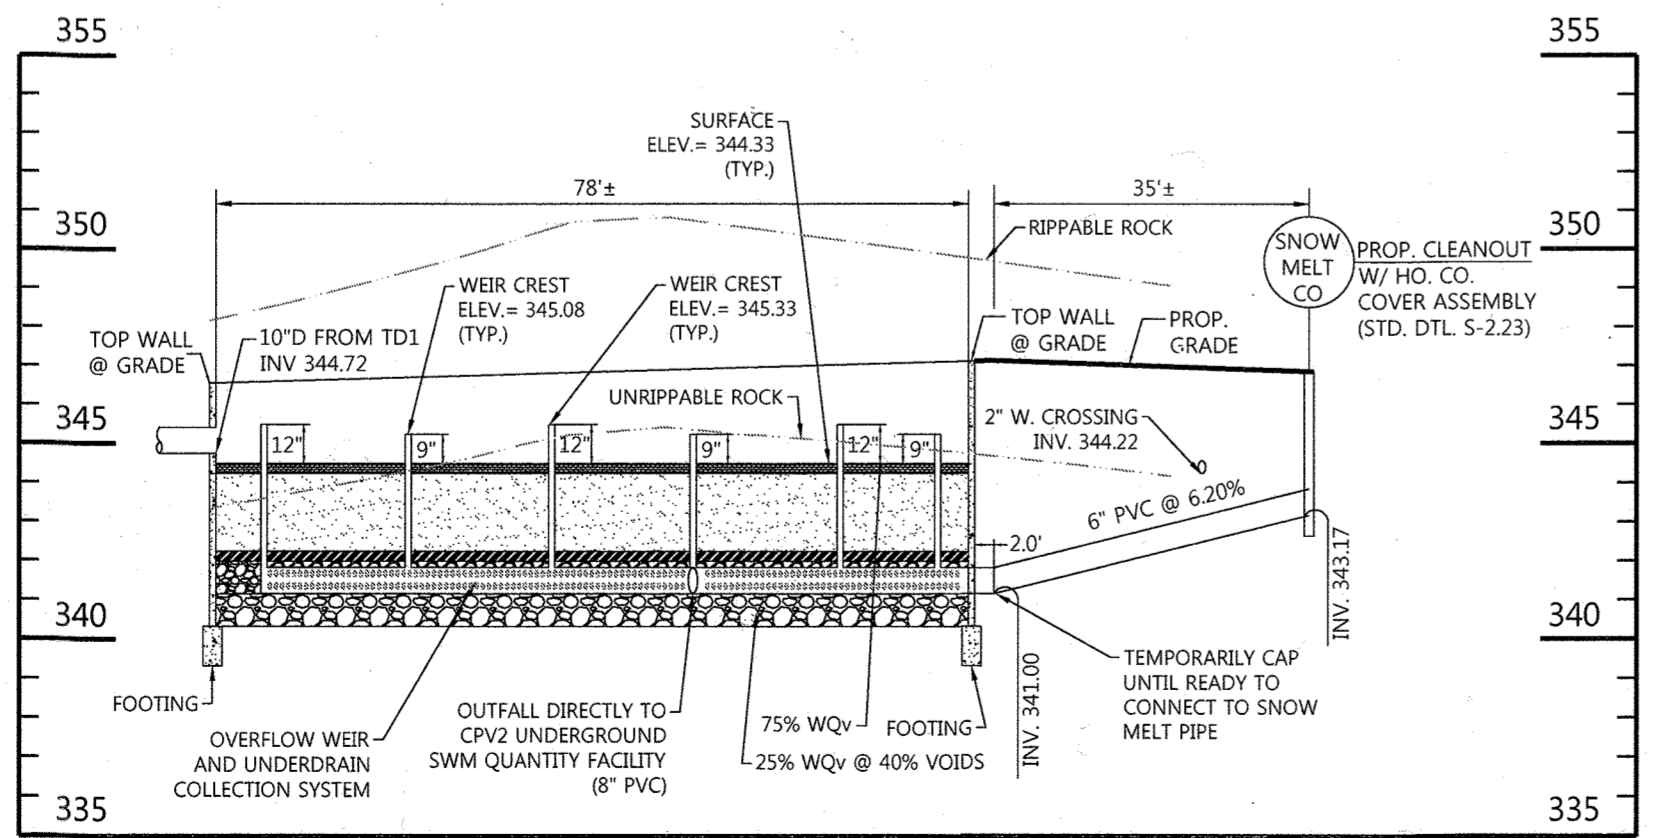 355
355
SURFACE
ELEV.= 344.33
(TYP.)
78'±
35'±
350
350
RIPPABLE ROCK
SNOW
MELT
CO
PROP. CLEANOUT
W/ HO. CO.
COVER ASSEMBLY
(STD. DTL. S-2.23)
WEIR CREST
ELEV.= 345.08
(TYP.)
WEIR CREST
ELEV.= 345.33
(TYP.)
TOP WALL
@ GRADE
10"D FROM TD1
INV 344.72
TOP WALL
@ GRADE
PROP.
GRADE
UNRIPPABLE ROCK
345
345
2" W. CROSSING
INV. 344.22
12"
9"
12"
9"
12"
9"
6" PVC @ 6.20%
2.0'
INV. 343.17
340
340
INV. 341.00
TEMPORARILY CAP
UNTIL READY TO
CONNECT TO SNOW
MELT PIPE
FOOTING
OVERFLOW WEIR
AND UNDERDRAIN
COLLECTION SYSTEM
OUTFALL DIRECTLY TO
CPV2 UNDERGROUND
SWM QUANTITY FACILITY
(8" PVC)
75% WQv
FOOTING
25% WQv @ 40% VOIDS
335
335